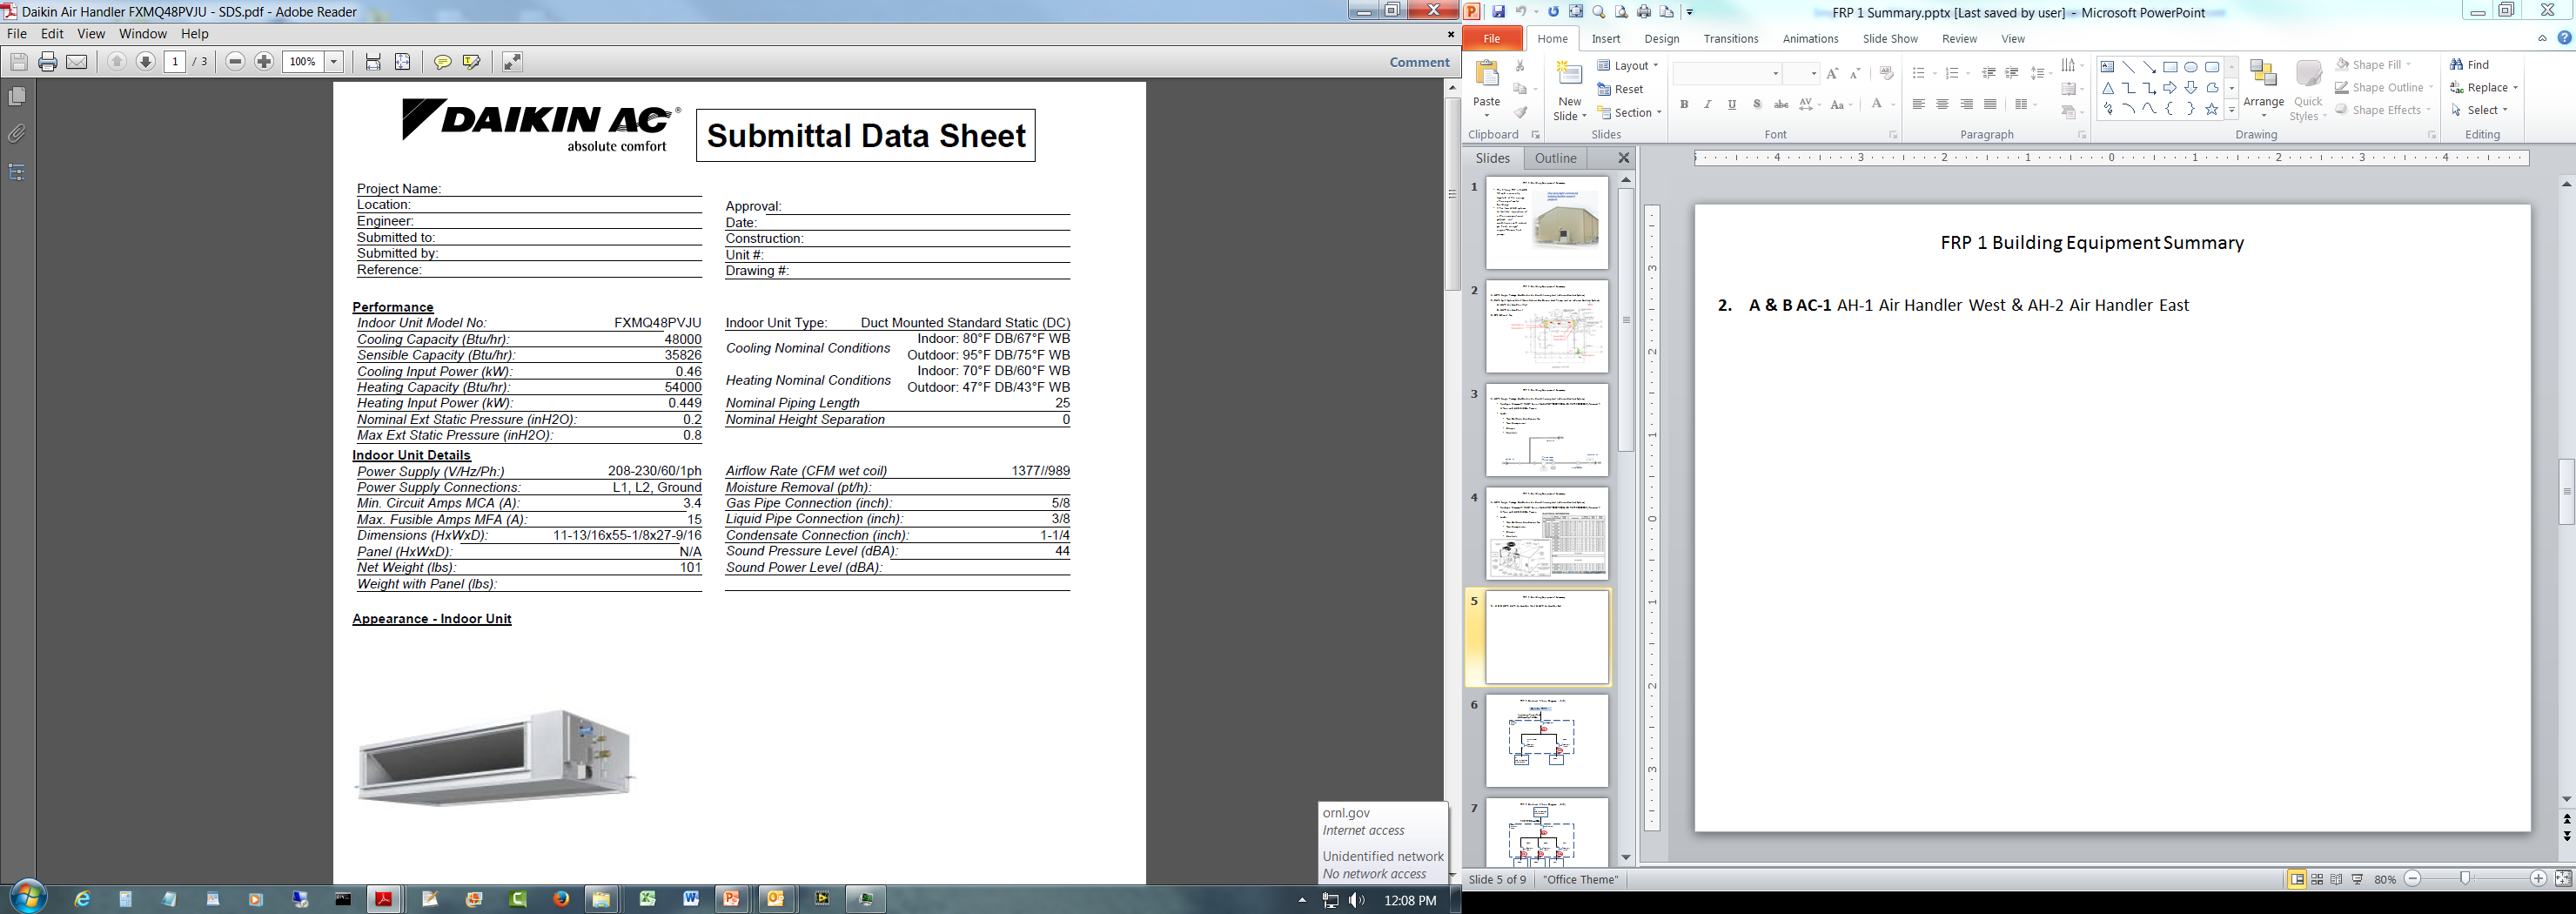 Daikin Air Handler FXMQ48PVJU - SDS.pdf - Adobe Reader
File Edit View Window Help
1 / 3 100% Comment
DAIKIN AC®
absolute comfort
Submittal Data Sheet
Project Name:
Location:
Engineer:
Submitted to:
Submitted by:
Reference:
Approval:
Date:
Construction:
Unit #:
Drawing #:
Performance
Indoor Unit Model No: FXMQ48PVJU
Cooling Capacity (Btu/hr): 48000
Sensible Capacity (Btu/hr): 35826
Cooling Input Power (kW): 0.46
Heating Capacity (Btu/hr): 54000
Heating Input Power (kW): 0.449
Nominal Ext Static Pressure (inH2O): 0.2
Max Ext Static Pressure (inH2O): 0.8
Indoor Unit Type: Duct Mounted Standard Static (DC)
Cooling Nominal Conditions Indoor: 80°F DB/67°F WB
Outdoor: 95°F DB/75°F WB
Heating Nominal Conditions Indoor: 70°F DB/60°F WB
Outdoor: 47°F DB/43°F WB
Nominal Piping Length 25
Nominal Height Separation 0
Indoor Unit Details
Power Supply (V/Hz/Ph:) 208-230/60/1ph
Power Supply Connections: L1, L2, Ground
Min. Circuit Amps MCA (A): 3.4
Max. Fusible Amps MFA (A): 15
Dimensions (HxWxD): 11-13/16x55-1/8x27-9/16
Panel (HxWxD): N/A
Net Weight (lbs): 101
Weight with Panel (lbs):
Airflow Rate (CFM wet coil) 1377//989
Moisture Removal (pt/h):
Gas Pipe Connection (inch): 5/8
Liquid Pipe Connection (inch): 3/8
Condensate Connection (inch): 1-1/4
Sound Pressure Level (dBA): 44
Sound Power Level (dBA):
Appearance - Indoor Unit
ornl.gov
Internet access
Unidentified network
No network access
12:08 PM
FRP 1 Summary.pptx [Last saved by user] - Microsoft PowerPoint
File Home Insert Design Transitions Animations Slide Show Review View
Paste
Clipboard
New Slide
Layout
Reset
Section
Slides
Font
Paragraph
Arrange
Quick Styles
Shape Fill
Shape Outline
Shape Effects
Drawing
Find
Replace
Select
Editing
Slides Outline
1
2
3
4
5
6
7
FRP 1 Building Equipment Summary
2. A & B AC-1 AH-1 Air Handler West & AH-2 Air Handler East
Slide 5 of 9 "Office Theme" 80%